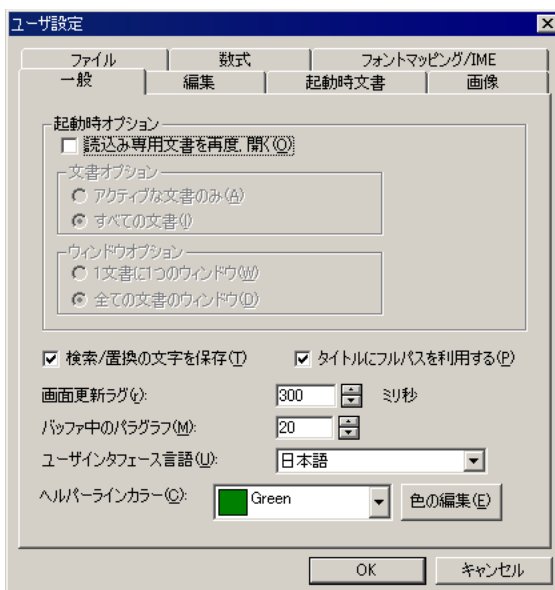 ユーザ設定
ファイル 数式 フォントマッピング/IME
一般 編集 起動時文書 画像
起動時オプション
読込み専用文書を再度, 開く(O)
文書オプション
アクティブな文書のみ(A)
すべての文書(I)
ウィンドウオプション
1文書に1つのウィンドウ(W)
全ての文書のウィンドウ(D)
検索/置換の文字を保存(T) タイトルにフルパスを利用する(P)
画面更新ラグ(r): 300 ミリ秒
バッファ中のパラグラフ(M): 20
ユーザインタフェース言語(U): 日本語
ヘルパーラインカラー(C): Green 色の編集(E)
OK キャンセル